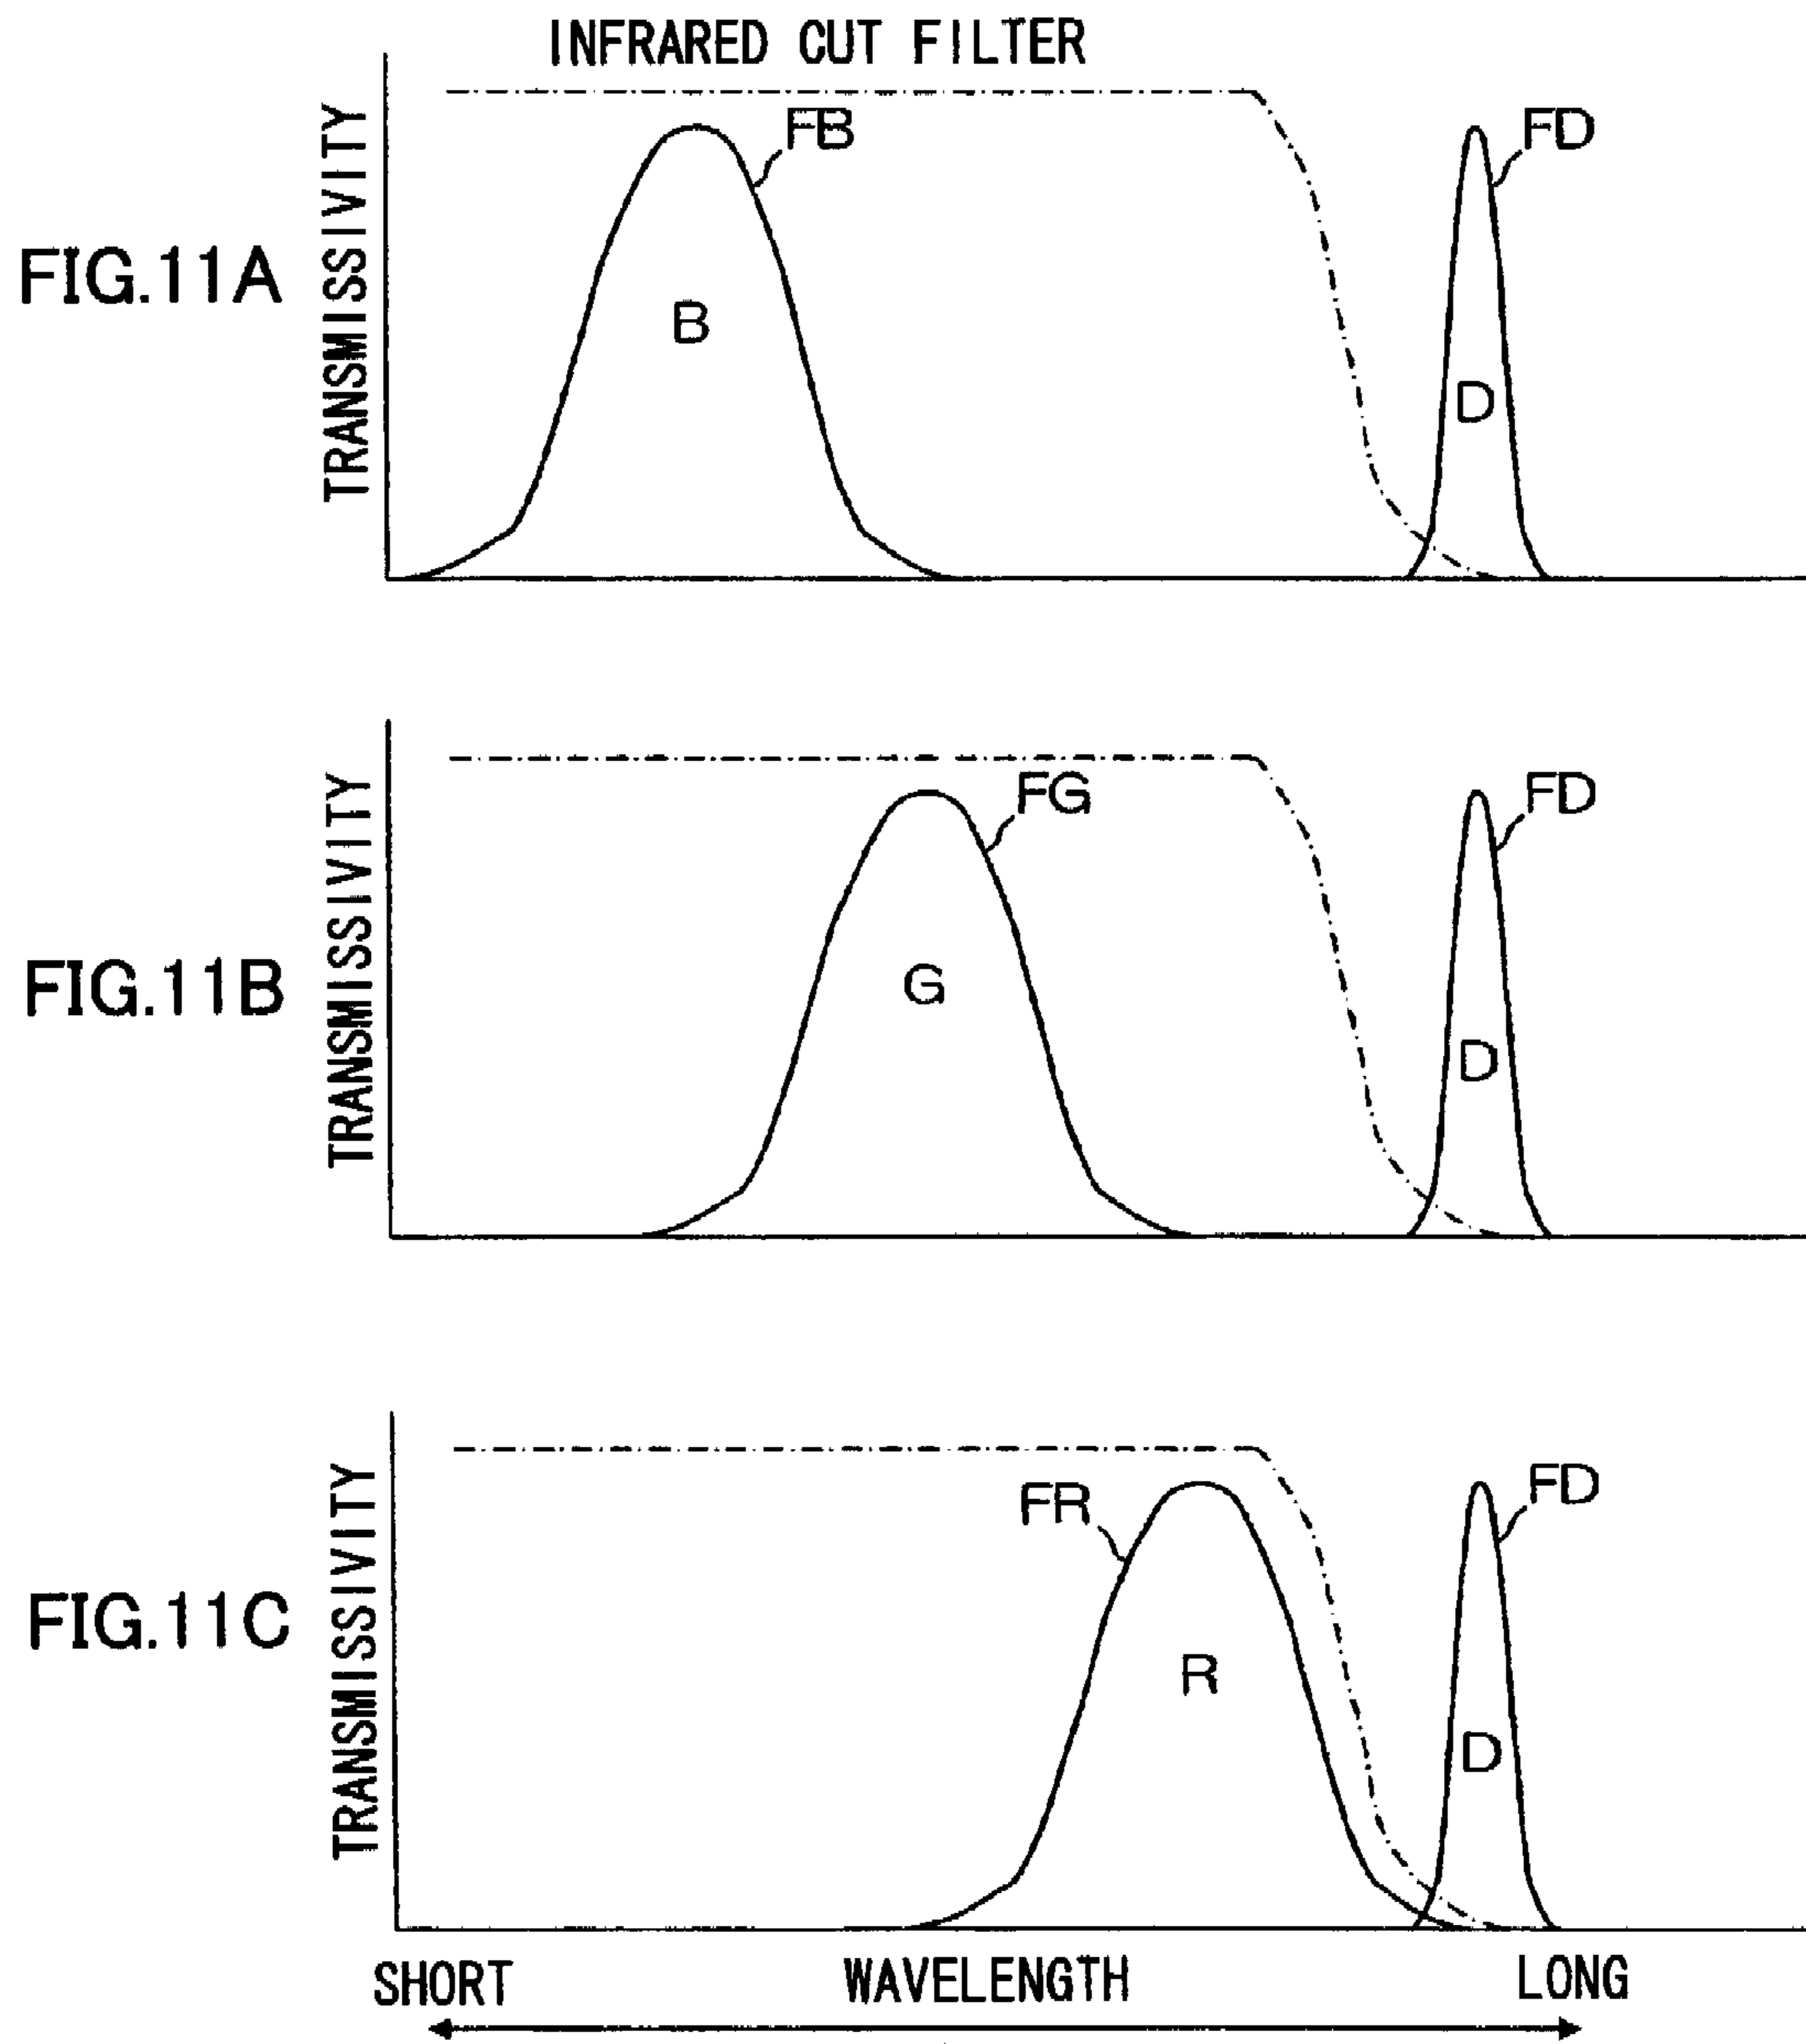 INFRARED CUT FILTER
FIG.11A
TRANSMISSIVITY
FB
FD
B
D
FIG.11B
TRANSMISSIVITY
FG
FD
G
D
FIG.11C
TRANSMISSIVITY
FR
FD
R
D
SHORT WAVELENGTH LONG